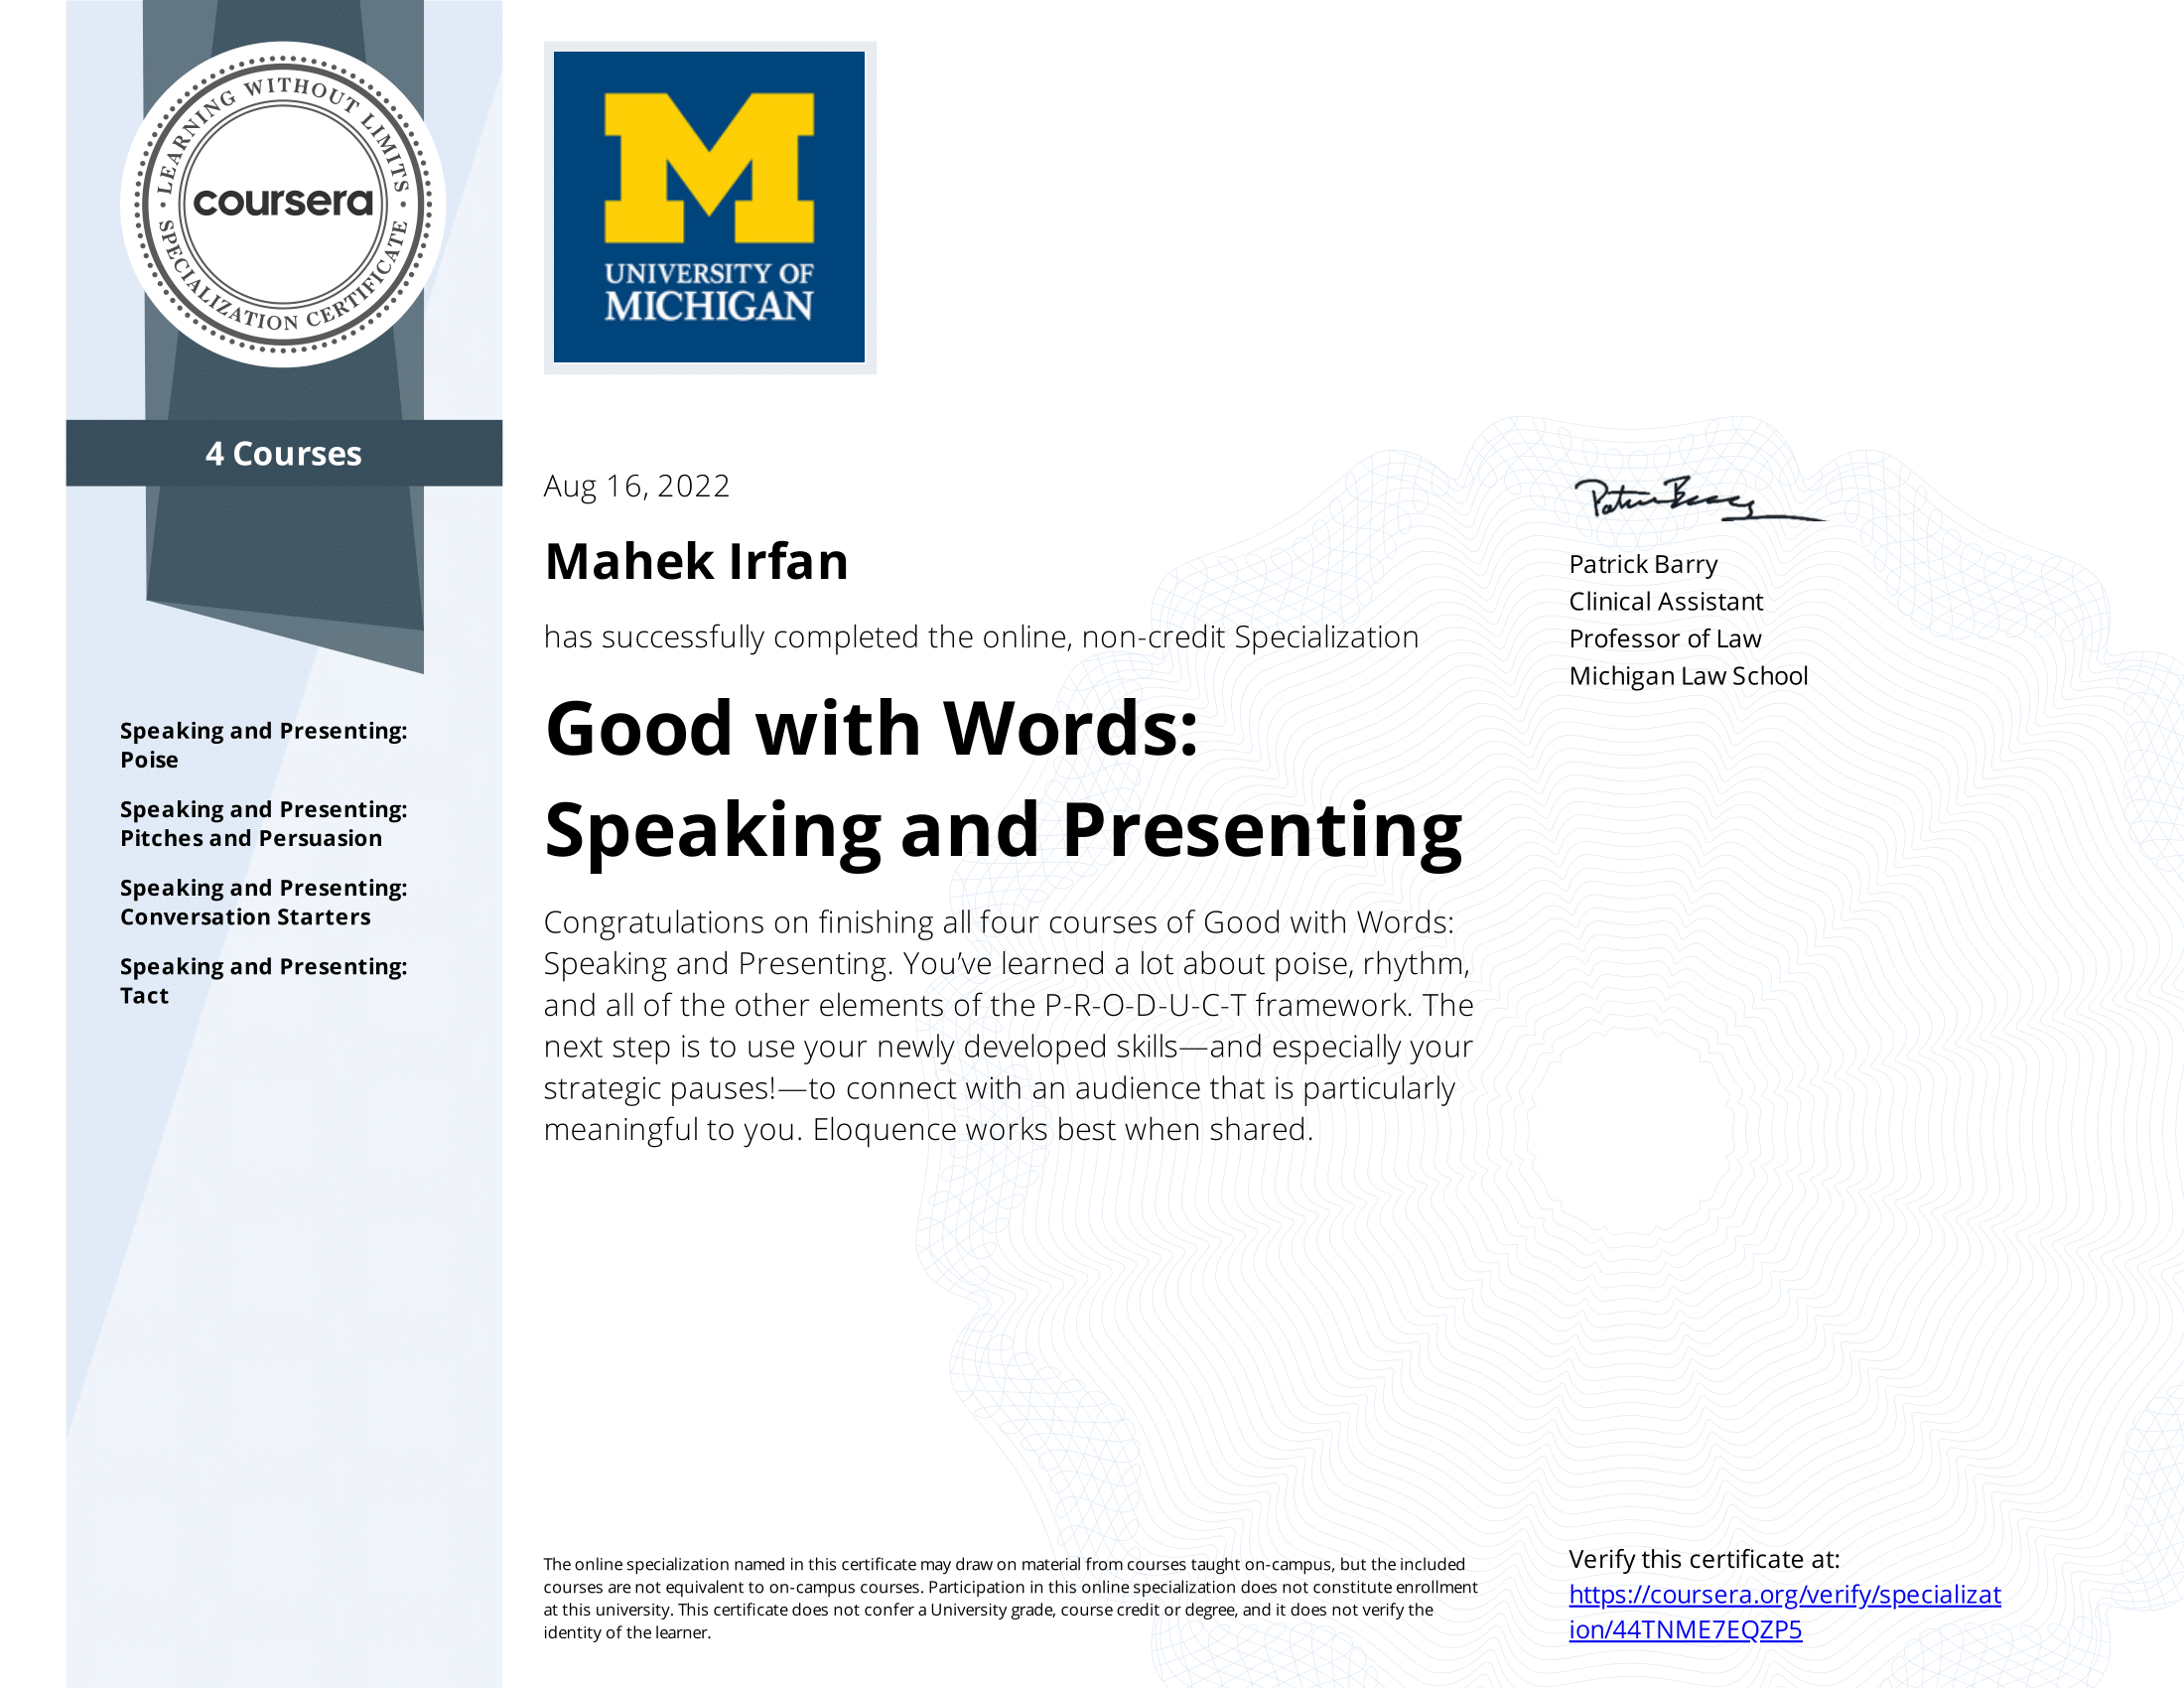 LEARNING WITHOUT LIMITS
coursera
SPECIALIZATION CERTIFICATE
4 Courses
Speaking and Presenting:
Poise
Speaking and Presenting:
Pitches and Persuasion
Speaking and Presenting:
Conversation Starters
Speaking and Presenting:
Tact
M
UNIVERSITY OF
MICHIGAN
Aug 16, 2022
Mahek Irfan
has successfully completed the online, non-credit Specialization
Good with Words:
Speaking and Presenting
Congratulations on finishing all four courses of Good with Words:
Speaking and Presenting. You’ve learned a lot about poise, rhythm,
and all of the other elements of the P-R-O-D-U-C-T framework. The
next step is to use your newly developed skills—and especially your
strategic pauses!—to connect with an audience that is particularly
meaningful to you. Eloquence works best when shared.
Patrick Barry
Patrick Barry
Clinical Assistant
Professor of Law
Michigan Law School
The online specialization named in this certificate may draw on material from courses taught on-campus, but the included
courses are not equivalent to on-campus courses. Participation in this online specialization does not constitute enrollment
at this university. This certificate does not confer a University grade, course credit or degree, and it does not verify the
identity of the learner.
Verify this certificate at:
https://coursera.org/verify/specializat
ion/44TNME7EQZP5